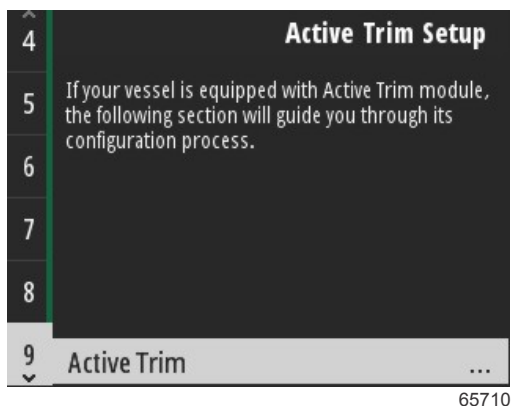 4
Active Trim Setup
If your vessel is equipped with Active Trim module,
5
the following section will guide you through its
configuration process.
6
7
8
9
Active Trim ...
65710